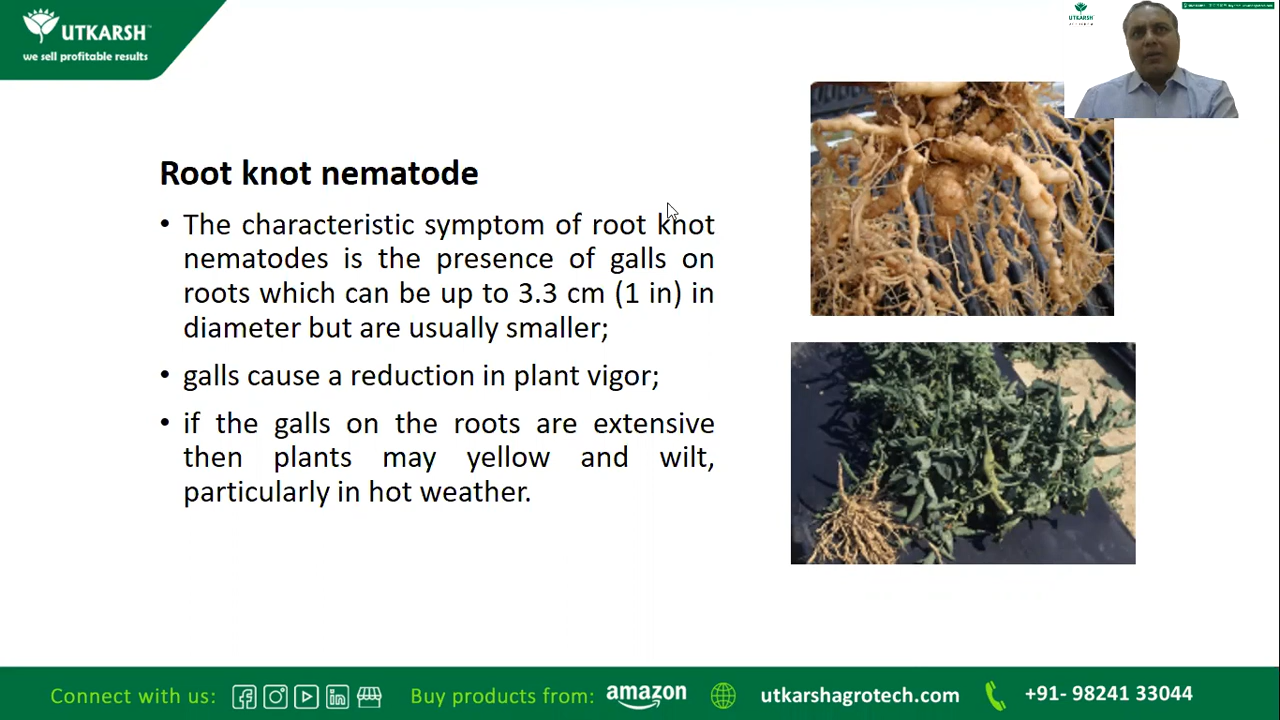 UTKARSH
we sell profitable results
UTKARSH
Root knot nematode
• The characteristic symptom of root knot
nematodes is the presence of galls on
roots which can be up to 3.3 cm (1 in) in
diameter but are usually smaller;
• galls cause a reduction in plant vigor;
• if the galls on the roots are extensive
then plants may yellow and wilt,
particularly in hot weather.
Connect with us:
Buy products from: amazon utkarshagrotech.com +91- 98241 33044